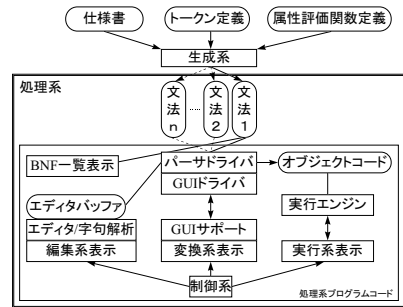 仕様書
トークン定義
属性評価関数定義
生成系
処理系
文法n
……
文法2
文法1
BNF一覧表示
パーサドライバ
オブジェクトコード
GUIドライバ
エディタバッファ
実行エンジン
エディタ/字句解析
GUIサポート
編集系表示
変換系表示
実行系表示
制御系
処理系プログラムコード